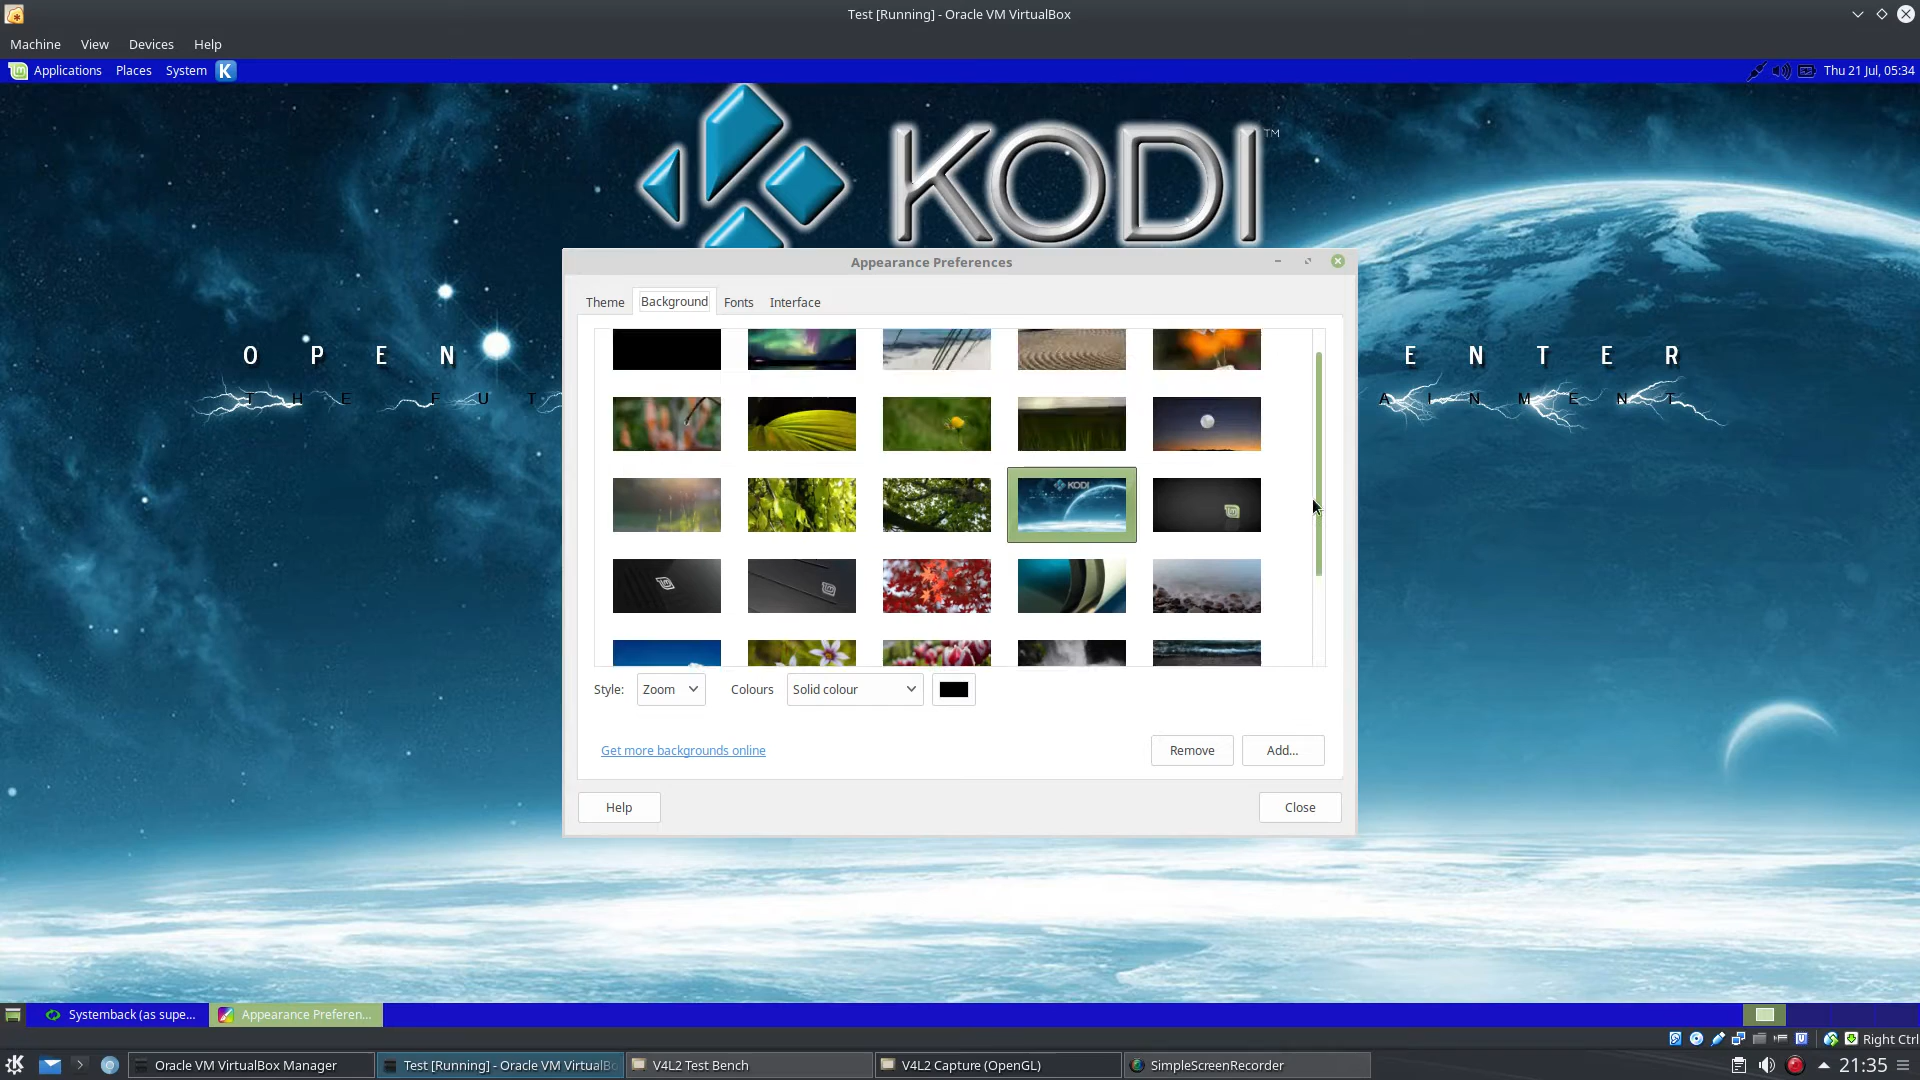 Test [Running] - Oracle VM VirtualBox
Machine View Devices Help
Applications Places System K Thu 21 Jul, 05:34
KODI™
Appearance Preferences
Theme Background Fonts Interface
O P E N
E N T E R
T H E F U T
A I N M E N T
KODI
Style: Zoom Colours Solid colour
Get more backgrounds online Remove Add...
Help Close
Systemback (as supe... Appearance Preferen...
Right Ctrl
Oracle VM VirtualBox Manager Test [Running] - Oracle VM VirtualBo V4L2 Test Bench V4L2 Capture (OpenGL) SimpleScreenRecorder 21:35